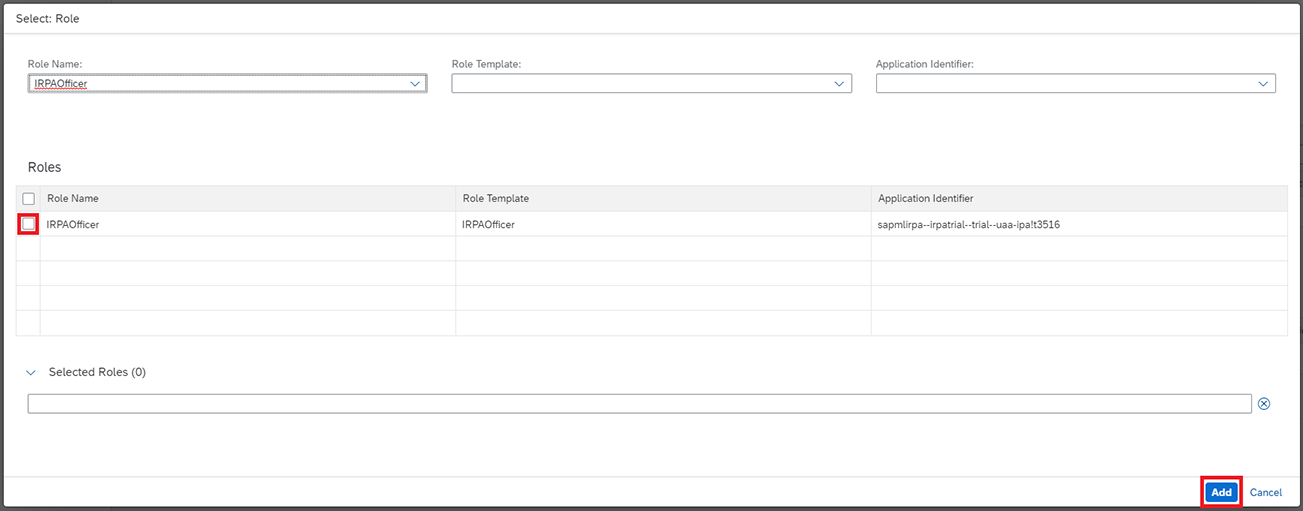 Select: Role
Role Name: Role Template: Application Identifier:
IRPAOfficer
Roles
Role Name Role Template Application Identifier
IRPAOfficer IRPAOfficer sapmlirpa--irpatrial--trial--uaa-ipa!t3516
Selected Roles (0)
Add Cancel